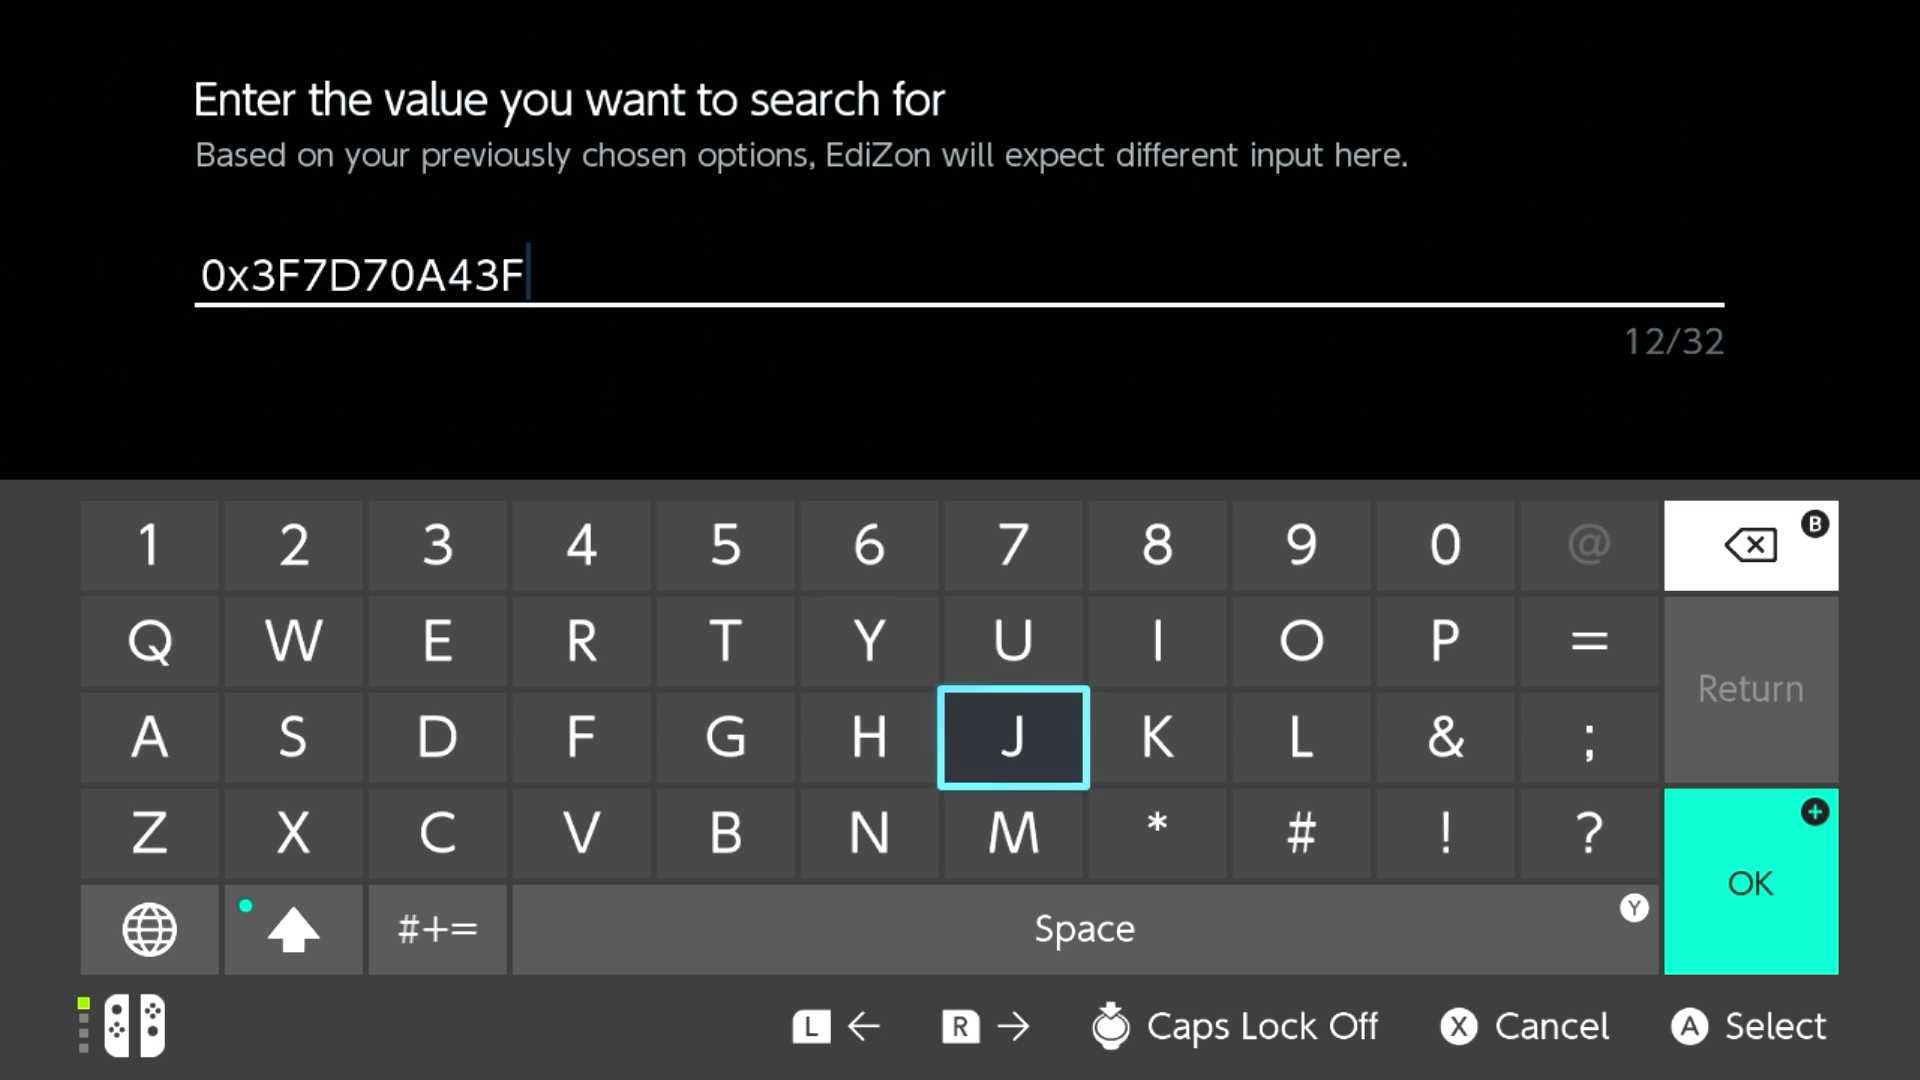 Enter the value you want to search for
Based on your previously chosen options, EdiZon will expect different input here.
0x3F7D70A43F
12/32
1 2 3 4 5 6 7 8 9 0 @ B
Q W E R T Y U I O P = Return
A S D F G H J K L & ;
Z X C V B N M * # ! ? + OK
#+= Space Y
L ← R → Caps Lock Off X Cancel A Select